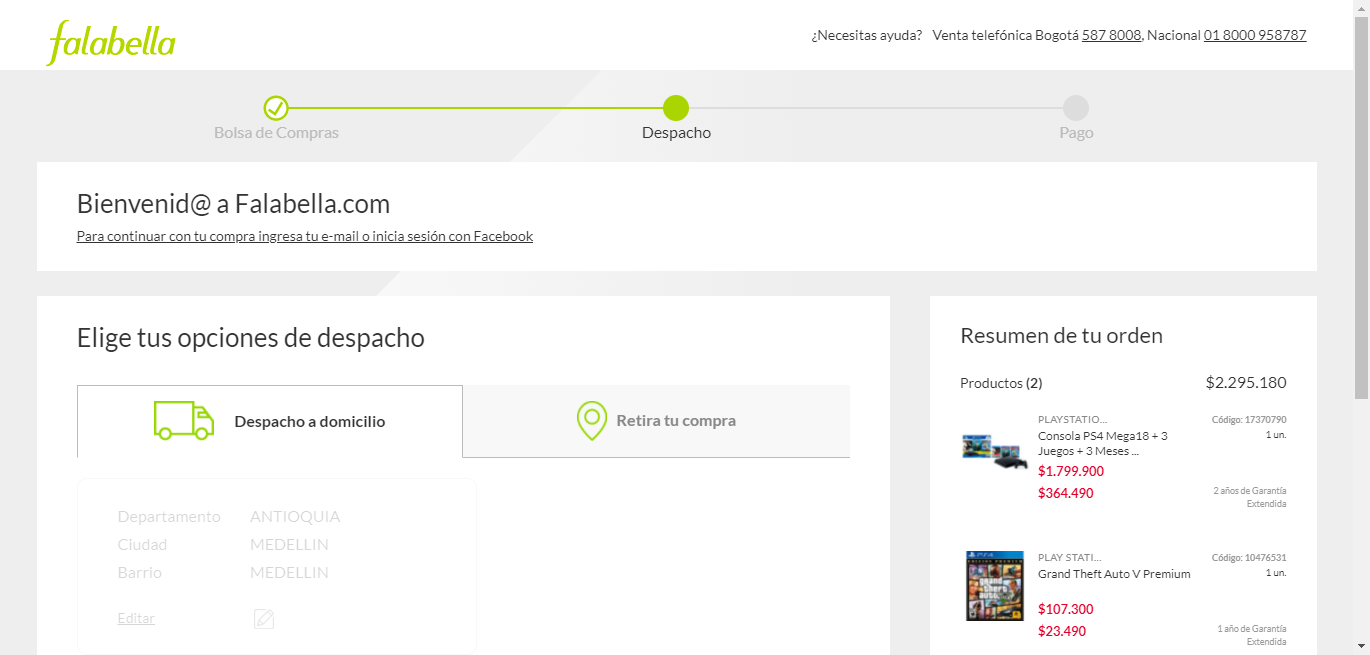 falabella
¿Necesitas ayuda? Venta telefónica Bogotá 587 8008, Nacional 01 8000 958787
Bolsa de Compras
Despacho
Pago
Bienvenid@ a Falabella.com
Para continuar con tu compra ingresa tu e-mail o inicia sesión con Facebook
Elige tus opciones de despacho
Despacho a domicilio
Retira tu compra
Departamento ANTIOQUIA
Ciudad MEDELLIN
Barrio MEDELLIN
Editar
Resumen de tu orden
Productos (2) $2.295.180
PLAYSTATIO... Código: 17370790
Consola PS4 Mega18 + 3 1 un.
Juegos + 3 Meses ...
$1.799.900
$364.490 2 años de Garantía
Extendida
PLAY STATI... Código: 10476531
Grand Theft Auto V Premium 1 un.
$107.300
$23.490 1 año de Garantía
Extendida